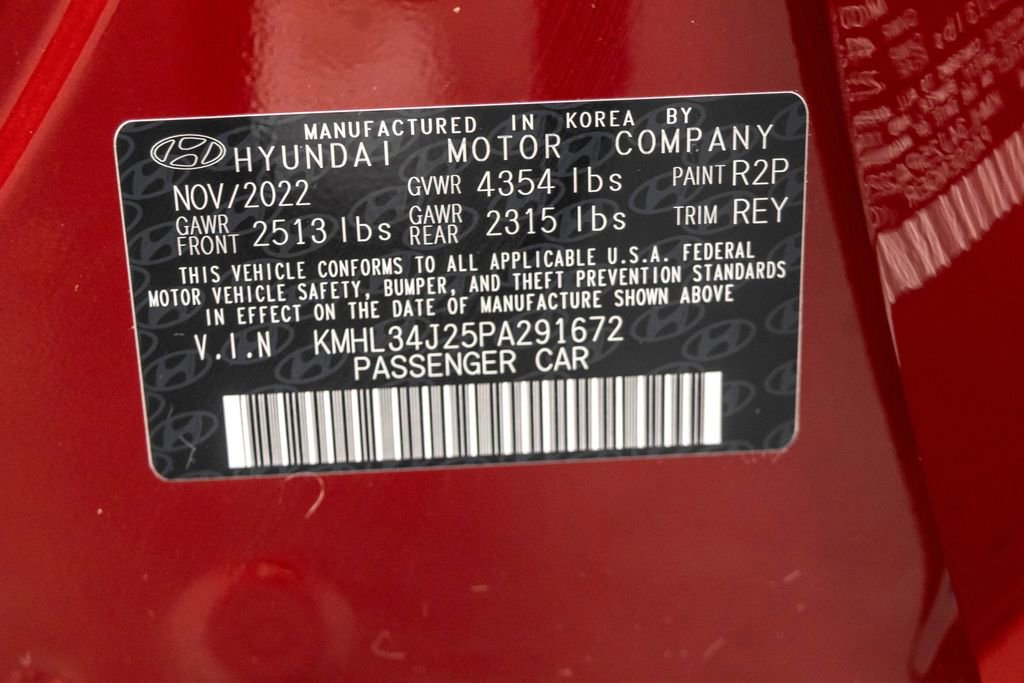 MANUFACTURED IN KOREA BY
HYUNDAI MOTOR COMPANY
NOV/2022 GVWR 4354 lbs PAINT R2P
GAWR FRONT 2513 lbs GAWR REAR 2315 lbs TRIM REY
THIS VEHICLE CONFORMS TO ALL APPLICABLE U.S.A. FEDERAL
MOTOR VEHICLE SAFETY, BUMPER, AND THEFT PREVENTION STANDARDS
IN EFFECT ON THE DATE OF MANUFACTURE SHOWN ABOVE
V.I.N KMHL34J25PA291672
PASSENGER CAR